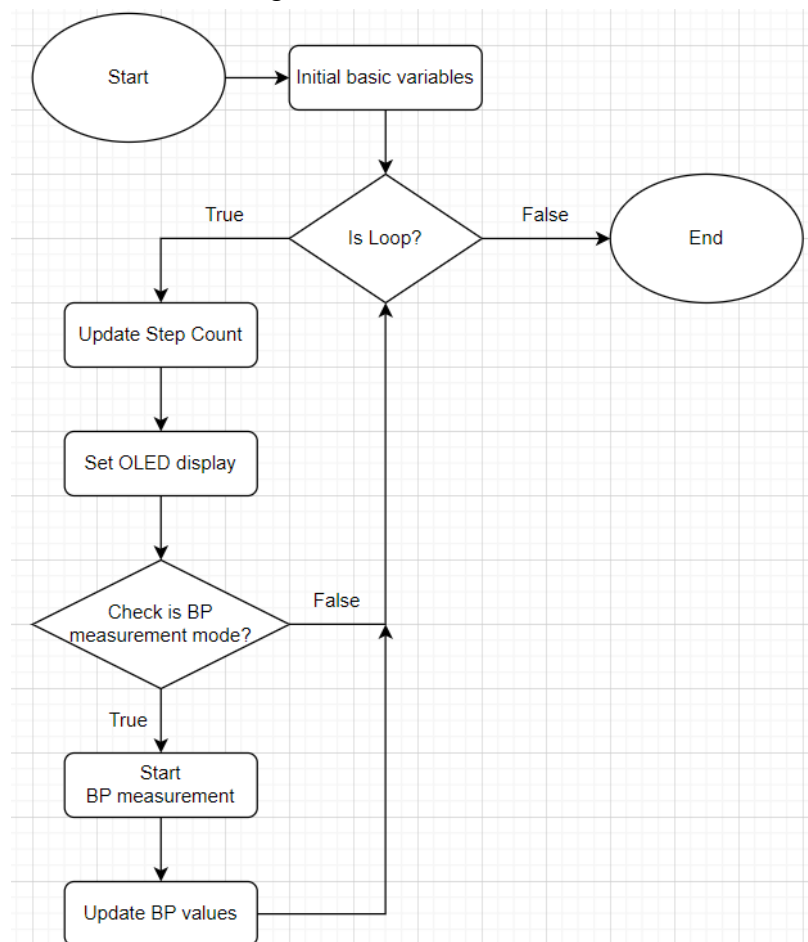 Start
Initial basic variables
True
Is Loop?
False
End
Update Step Count
Set OLED display
Check is BP
measurement mode?
False
True
Start
BP measurement
Update BP values